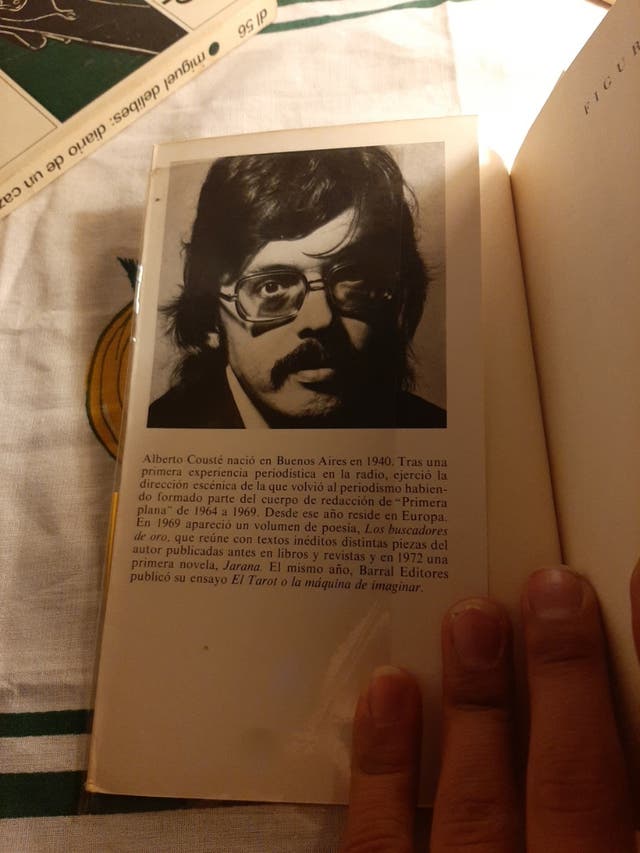 dl 56
miguel delibes: diario de un
FIGUR
Alberto Cousté nació en Buenos Aires en 1940. Tras una
primera experiencia periodística en la radio, ejerció la
dirección escénica de la que volvió al periodismo habien-
do formado parte del cuerpo de redacción de "Primera
plana" de 1964 a 1969. Desde ese año reside en Europa.
En 1969 apareció un volumen de poesía, Los buscadores
de oro, que reúne con textos inéditos distintas piezas del
autor publicadas antes en libros y revistas y en 1972 una
primera novela, Jarana. El mismo año, Barral Editores
publicó su ensayo El Tarot o la máquina de imaginar.